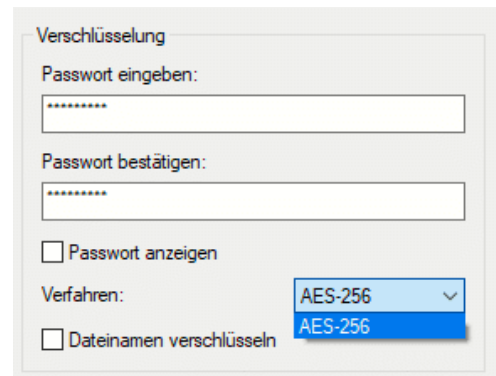 Verschlüsselung
Passwort eingeben:
*********
Passwort bestätigen:
*********
Passwort anzeigen
Verfahren: AES-256
AES-256
Dateinamen verschlüsseln